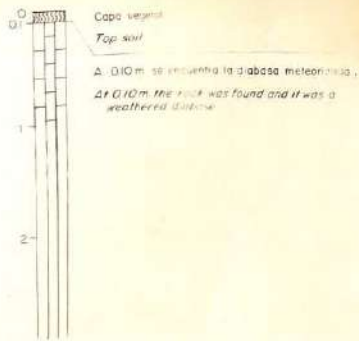 0
0.1
Capa vegetal
Top soil
A 0.10 m se encuentra la diabasa meteorizada.
At 0.10 m. the rock was found and it was a
weathered diabase
1
2